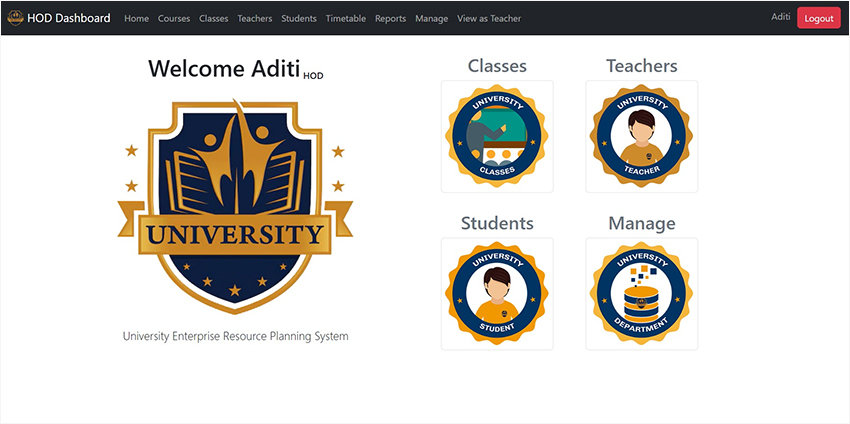 HOD Dashboard Home Courses Classes Teachers Students Timetable Reports Manage View as Teacher Aditi Logout
Welcome Aditi HOD
UNIVERSITY
University Enterprise Resource Planning System
Classes
UNIVERSITY
CLASSES
Teachers
UNIVERSITY
TEACHER
Students
UNIVERSITY
STUDENT
Manage
UNIVERSITY
DEPARTMENT